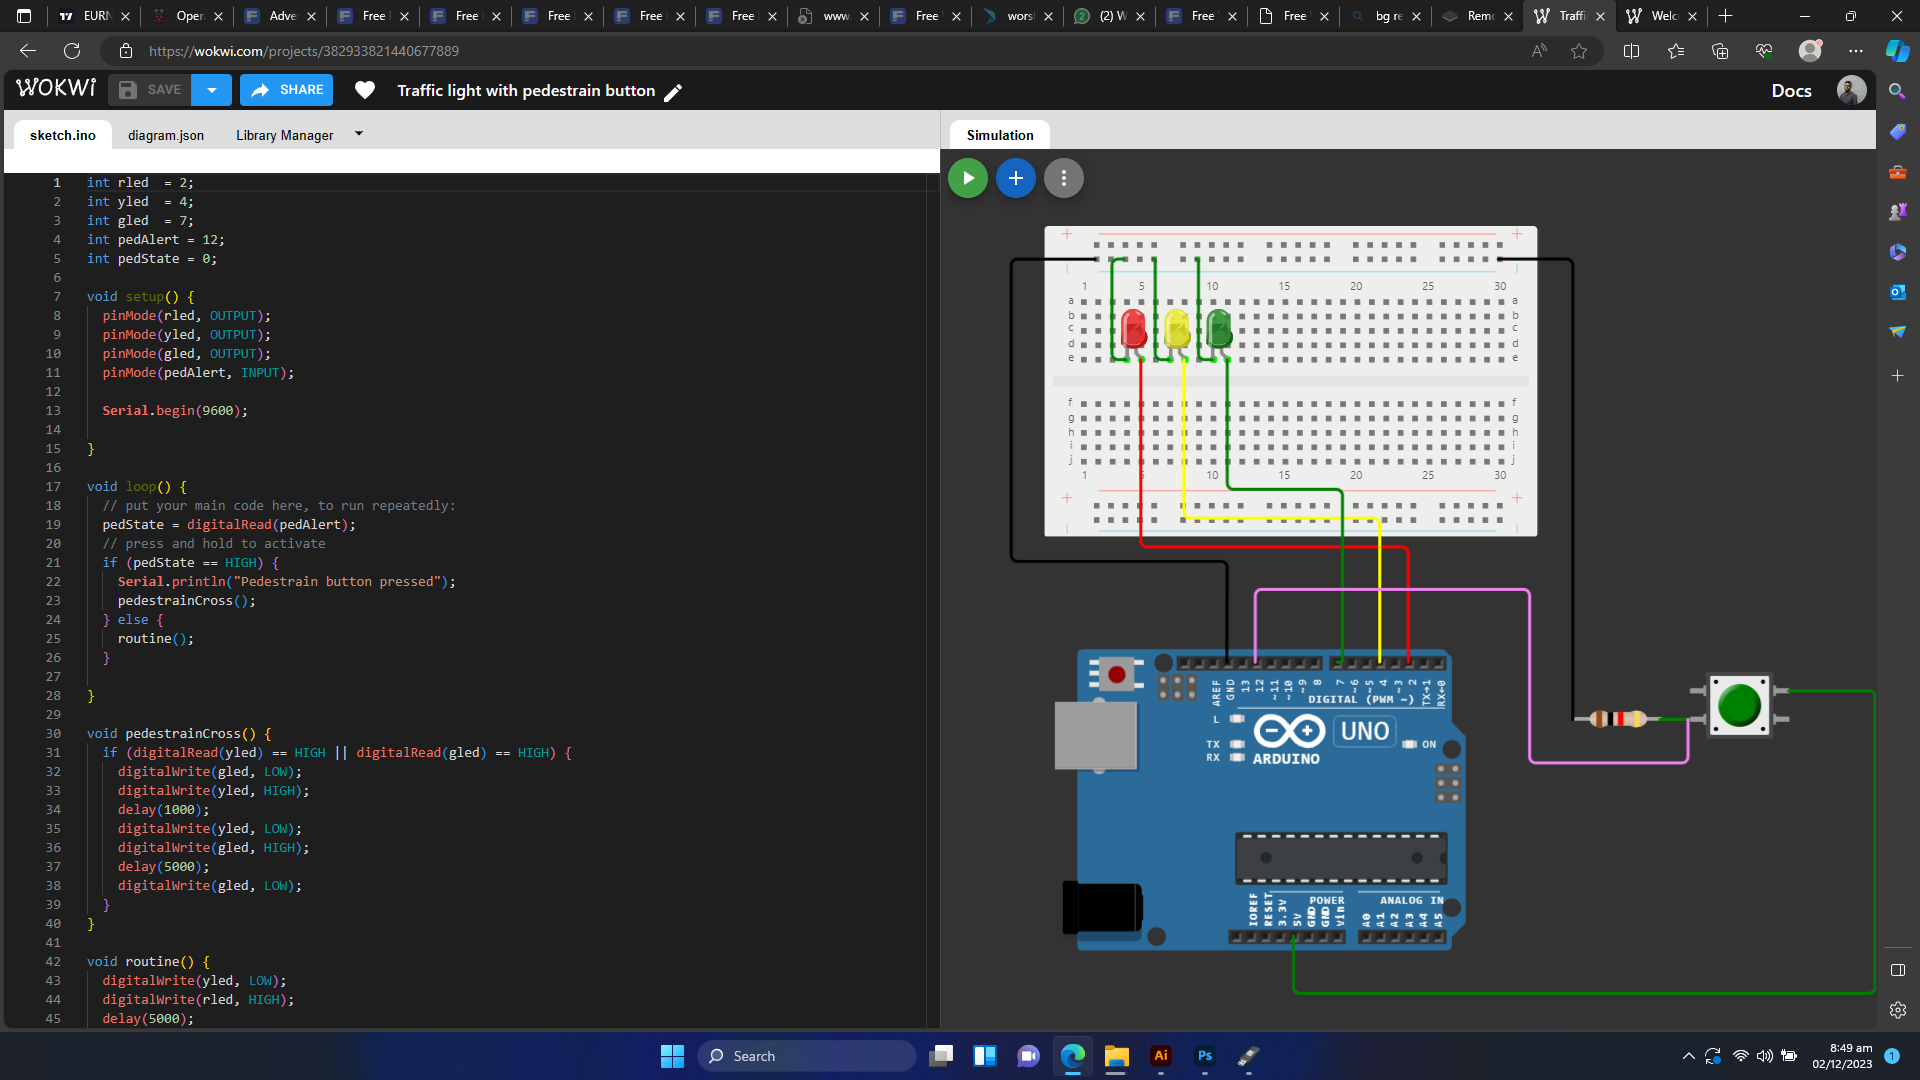 EURN
Opera
Adve
Free I
Free
Free
Free
Free
www.
Free
worsl
(2) W
Free
Free
bg re
Remo
Traffi
Welc
https://wokwi.com/projects/382933821440677889
WOKWi
SAVE
SHARE
Traffic light with pedestrain button
Docs
sketch.ino
diagram.json
Library Manager
Simulation
1 int rled  = 2;
2 int yled  = 4;
3 int gled  = 7;
4 int pedAlert = 12;
5 int pedState = 0;
6
7 void setup() {
8 pinMode(rled, OUTPUT);
9 pinMode(yled, OUTPUT);
10 pinMode(gled, OUTPUT);
11 pinMode(pedAlert, INPUT);
12
13 Serial.begin(9600);
14
15 }
16
17 void loop() {
18 // put your main code here, to run repeatedly:
19 pedState = digitalRead(pedAlert);
20 // press and hold to activate
21 if (pedState == HIGH) {
22 Serial.println("Pedestrain button pressed");
23 pedestrainCross();
24 } else {
25 routine();
26 }
27
28 }
29
30 void pedestrainCross() {
31 if (digitalRead(yled) == HIGH || digitalRead(gled) == HIGH) {
32 digitalWrite(gled, LOW);
33 digitalWrite(yled, HIGH);
34 delay(1000);
35 digitalWrite(yled, LOW);
36 digitalWrite(gled, HIGH);
37 delay(5000);
38 digitalWrite(gled, LOW);
39 }
40 }
41
42 void routine() {
43 digitalWrite(yled, LOW);
44 digitalWrite(rled, HIGH);
45 delay(5000);
1 5 10 15 20 25 30
a a
b b
c c
d d
e e
f f
g g
h h
i i
j j
1 5 10 15 20 25 30
AREF GND 13 12 ~11 ~10 ~9 8 7 ~6 ~5 4 ~3 2 TX→1 RX←0
DIGITAL (PWM ~)
L
TX
RX
UNO
ON
ARDUINO
IOREF RESET 3.3V 5V GND GND Vin
POWER
ANALOG IN
A0 A1 A2 A3 A4 A5
Search
Ai
Ps
8:49 am
02/12/2023
1